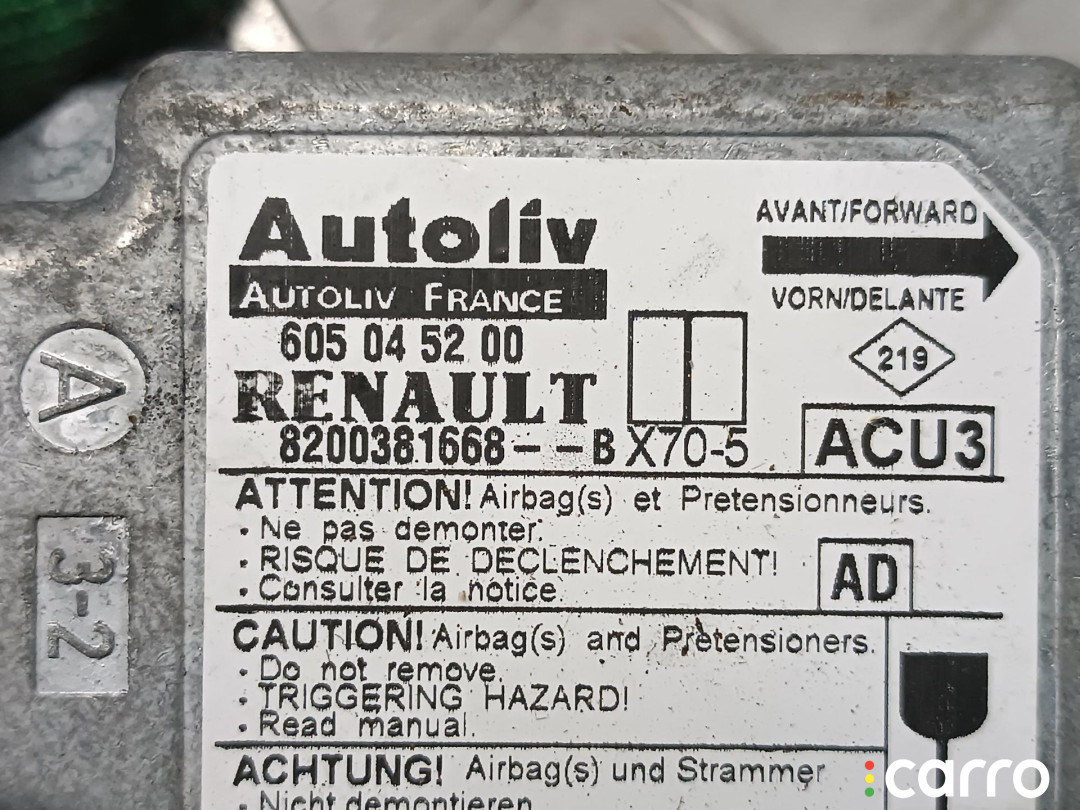 Autoliv
AUTOLIV FRANCE
605 04 52 00
RENAULT
8200381668- -B X70-5
AVANT/FORWARD
VORN/DELANTE
219
ACU3
ATTENTION! Airbag(s) et Pretensionneurs.
• Ne pas demonter.
• RISQUE DE DECLENCHEMENT!
• Consulter la notice.
AD
CAUTION! Airbag(s) and Pretensioners.
• Do not remove.
• TRIGGERING HAZARD!
• Read manual.
ACHTUNG! Airbag(s) und Strammer
• Nicht demontieren
A
3-2
carro